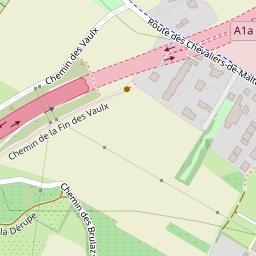 Chemin des Vaulx
Route des Chevaliers-de-Malte
A1a
Chemin de la Fin des Vaulx
Chemin des Brulaz
la Dérupe